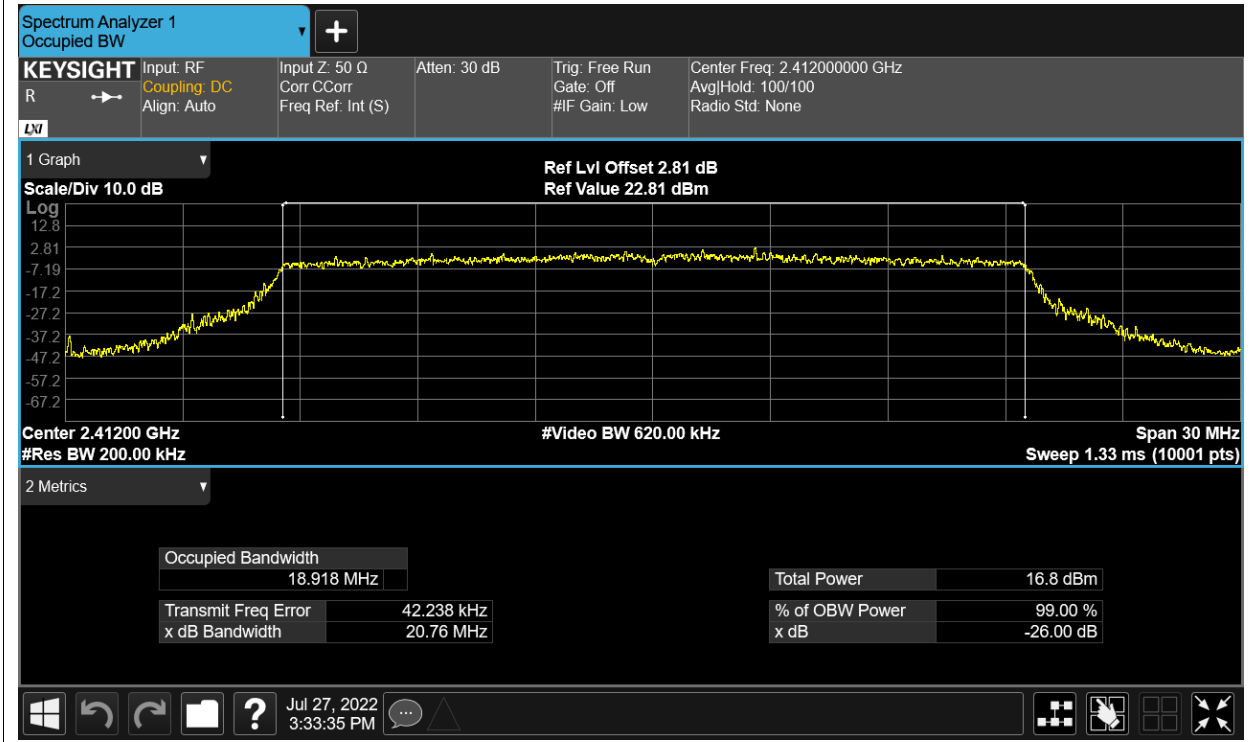 Spectrum Analyzer 1
Occupied BW
KEYSIGHT
R
LXI
Input: RF
Coupling: DC
Align: Auto
Input Z: 50 Ω
Corr CCorr
Freq Ref: Int (S)
Atten: 30 dB
Trig: Free Run
Gate: Off
#IF Gain: Low
Center Freq: 2.412000000 GHz
Avg|Hold: 100/100
Radio Std: None
1 Graph
Scale/Div 10.0 dB
Ref Lvl Offset 2.81 dB
Ref Value 22.81 dBm
Log
12.8
2.81
-7.19
-17.2
-27.2
-37.2
-47.2
-57.2
-67.2
Center 2.41200 GHz
#Video BW 620.00 kHz
Span 30 MHz
#Res BW 200.00 kHz
Sweep 1.33 ms (10001 pts)
2 Metrics
Occupied Bandwidth
18.918 MHz
Total Power 16.8 dBm
Transmit Freq Error 42.238 kHz
% of OBW Power 99.00 %
x dB Bandwidth 20.76 MHz
x dB -26.00 dB
?
Jul 27, 2022
3:33:35 PM